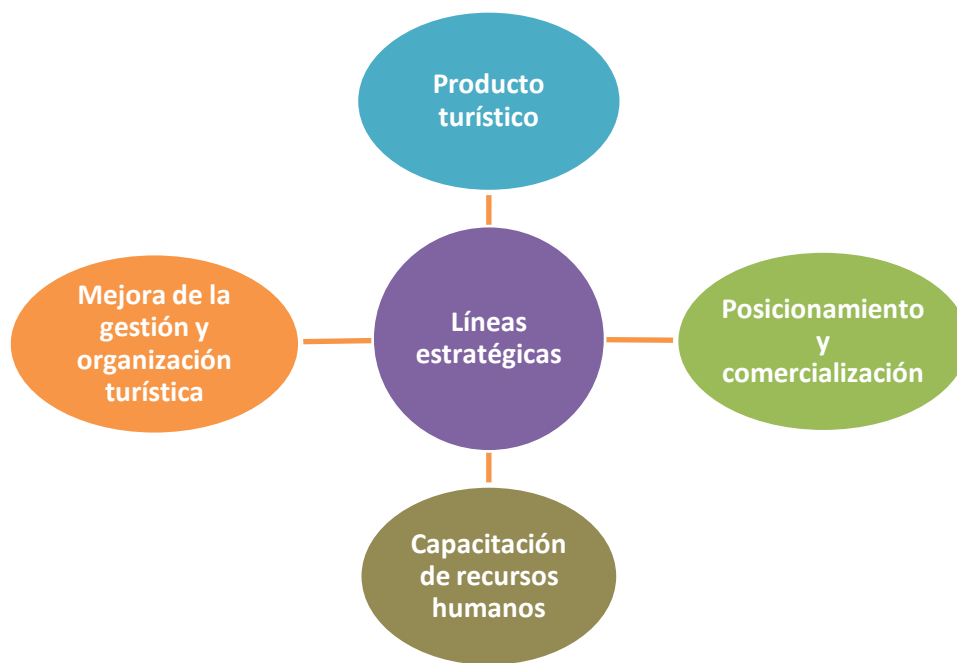 Producto
turístico
Mejora de la
gestión y
organización
turística
Líneas
estratégicas
Posicionamiento
y
comercialización
Capacitación
de recursos
humanos